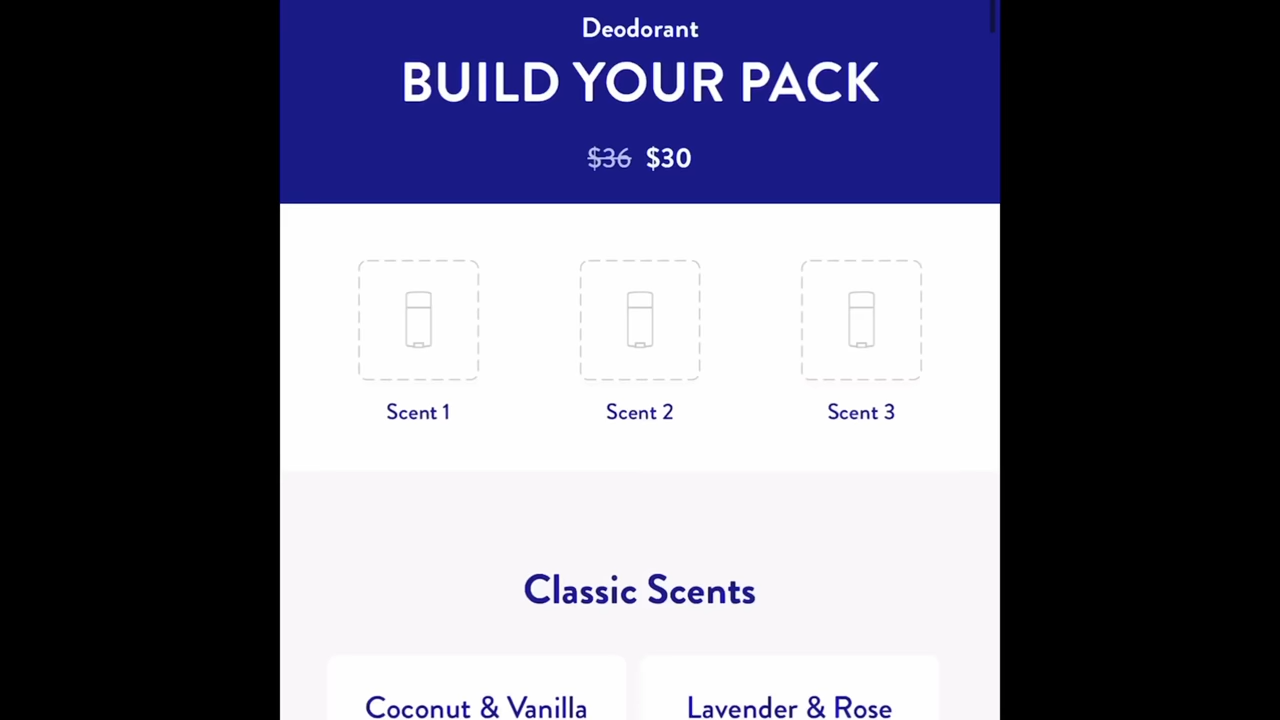 Deodorant
BUILD YOUR PACK
$36 $30
Scent 1 Scent 2 Scent 3
Classic Scents
Coconut & Vanilla Lavender & Rose